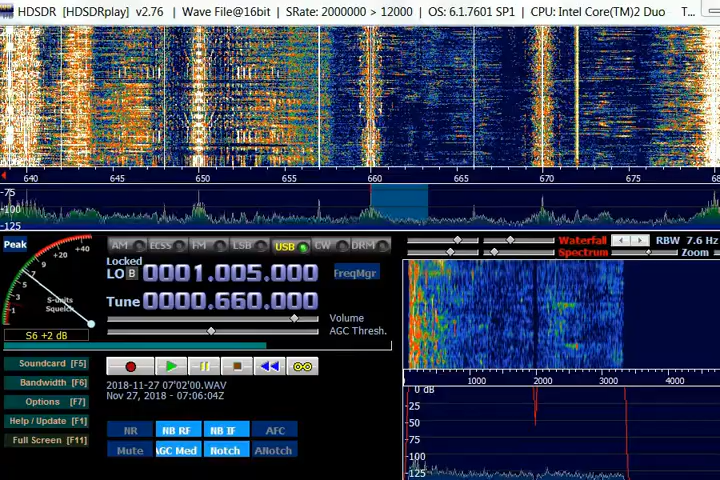 HDSDR [HDSDRplay] v2.76 | Wave File@16bit | SRate: 2000000 > 12000 | OS: 6.1.7601 SP1 | CPU: Intel Core(TM)2 Duo T...
640 645 650 655 660 665 670 675 68
-75
-100
-125
Peak
+20 +40
9
7
5
3
1
S-units
Squelch
S6 +2 dB
AM ECSS FM LSB USB CW DRM
Locked
LO B 0001.005.000
FreqMgr
Tune 0000.660.000
Volume
AGC Thresh.
Waterfall RBW 7.6 Hz
Spectrum Zoom
Soundcard [F5]
Bandwidth [F6]
Options [F7]
Help / Update [F1]
Full Screen [F11]
2018-11-27 07'02'00.WAV
Nov 27, 2018 - 07:06:04Z
NR NB RF NB IF AFC
Mute AGC Med Notch ANotch
1000 2000 3000 4000
0 dB
-25
-50
-75
-100
-125